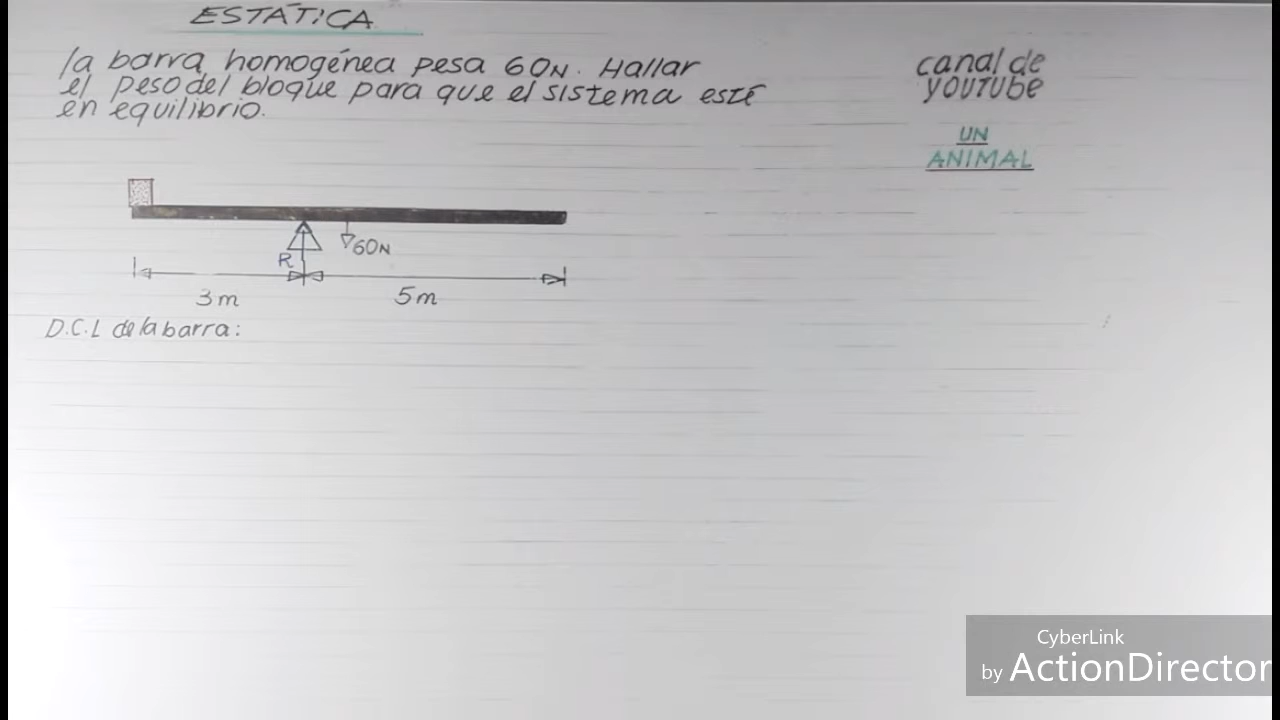 ESTÁTICA
la barra homogénea pesa 60N. Hallar
el peso del bloque para que el sistema esté
en equilibrio.
canal de
YOUTUBE
UN
ANIMAL
R
60N
3m
5m
D.C.L de la barra:
CyberLink
by ActionDirector